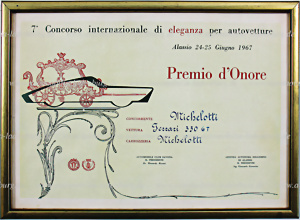 7° Concorso internazionale di eleganza per autovetture
Alassio 24-25 Giugno 1967
Premio d'Onore
CONCORRENTE Michelotti
VETTURA Ferrari 330 GT
CARROZZERIA Michelotti